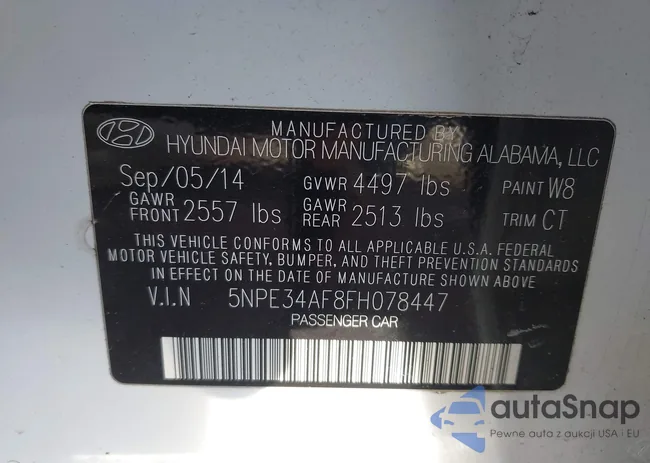 MANUFACTURED BY
HYUNDAI MOTOR MANUFACTURING ALABAMA, LLC
Sep/05/14 GVWR 4497 lbs PAINT W8
GAWR FRONT 2557 lbs GAWR REAR 2513 lbs TRIM CT
THIS VEHICLE CONFORMS TO ALL APPLICABLE U.S.A. FEDERAL
MOTOR VEHICLE SAFETY, BUMPER, AND THEFT PREVENTION STANDARDS
IN EFFECT ON THE DATE OF MANUFACTURE SHOWN ABOVE
V.I.N 5NPE34AF8FH078447
PASSENGER CAR
autaSnap
Pewne auta z aukcji USA i EU